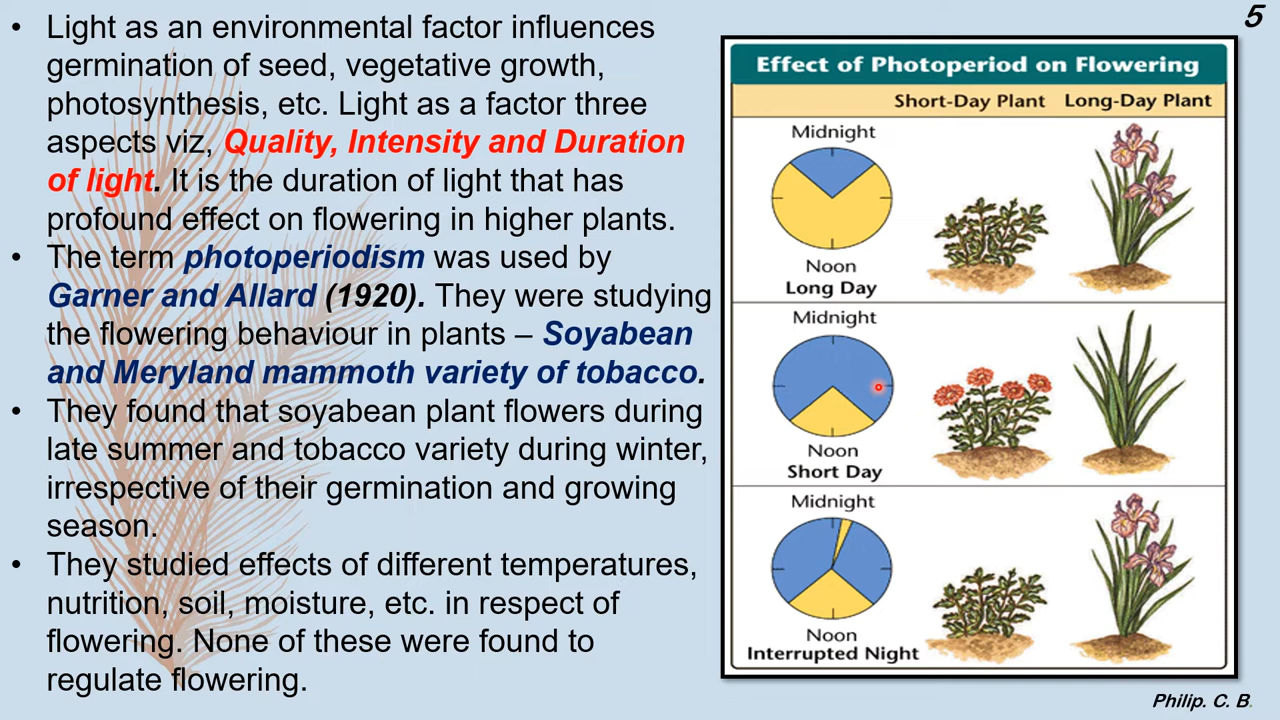 5
• Light as an environmental factor influences
germination of seed, vegetative growth,
photosynthesis, etc. Light as a factor three
aspects viz, Quality, Intensity and Duration
of light. It is the duration of light that has
profound effect on flowering in higher plants.
• The term photoperiodism was used by
Garner and Allard (1920). They were studying
the flowering behaviour in plants – Soyabean
and Meryland mammoth variety of tobacco.
• They found that soyabean plant flowers during
late summer and tobacco variety during winter,
irrespective of their germination and growing
season.
• They studied effects of different temperatures,
nutrition, soil, moisture, etc. in respect of
flowering. None of these were found to
regulate flowering.
Effect of Photoperiod on Flowering
Short-Day Plant Long-Day Plant
Midnight
Noon
Long Day
Midnight
Noon
Short Day
Midnight
Noon
Interrupted Night
Philip. C. B.